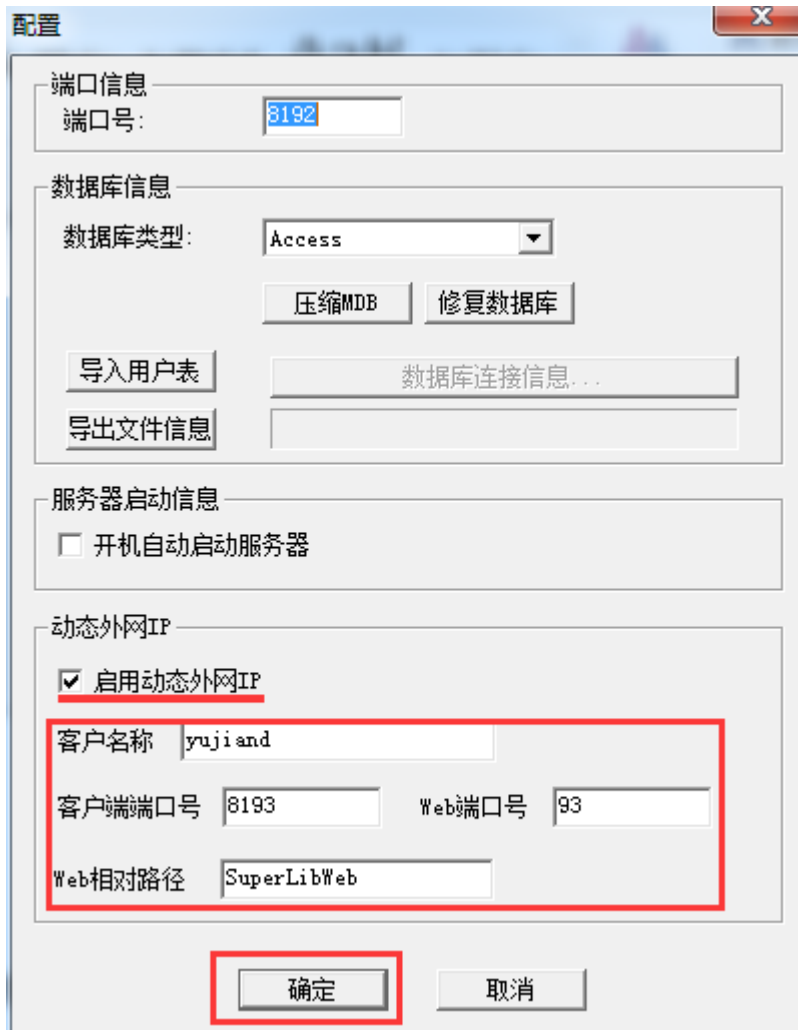 配置
端口信息
端口号:
8192
数据库信息
数据库类型:
Access
压缩MDB
修复数据库
导入用户表
数据库连接信息...
导出文件信息
服务器启动信息
开机自动启动服务器
动态外网IP
启用动态外网IP
客户名称
yujiand
客户端端口号
8193
Web端口号
93
Web相对路径
SuperLibWeb
确定
取消